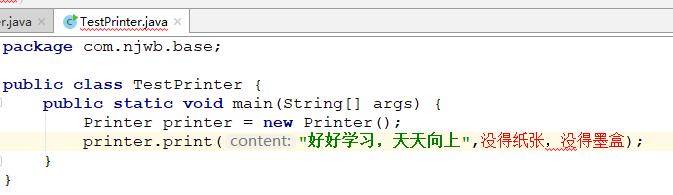 er.java × TestPrinter.java ×
package com.njwb.base;
public class TestPrinter {
public static void main(String[] args) {
Printer printer = new Printer();
printer.print( content: "好好学习，天天向上",没得纸张，没得墨盒);
}
}